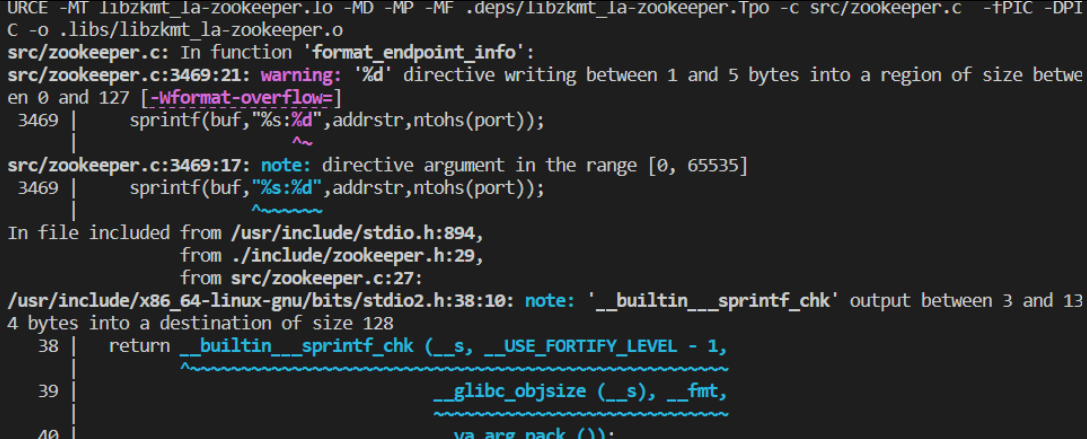 URCE -MT libzkmt_la-zookeeper.lo -MD -MP -MF .deps/libzkmt_la-zookeeper.Tpo -c src/zookeeper.c  -fPIC -DPI
C -o .libs/libzkmt_la-zookeeper.o
src/zookeeper.c: In function 'format_endpoint_info':
src/zookeeper.c:3469:21: warning: '%d' directive writing between 1 and 5 bytes into a region of size betwe
en 0 and 127 [-Wformat-overflow=]
3469 |     sprintf(buf,"%s:%d",addrstr,ntohs(port));
|                     ^~
src/zookeeper.c:3469:17: note: directive argument in the range [0, 65535]
3469 |     sprintf(buf,"%s:%d",addrstr,ntohs(port));
|                 ^~~~~~~
In file included from /usr/include/stdio.h:894,
from ./include/zookeeper.h:29,
from src/zookeeper.c:27:
/usr/include/x86_64-linux-gnu/bits/stdio2.h:38:10: note: '__builtin___sprintf_chk' output between 3 and 13
4 bytes into a destination of size 128
38 |   return __builtin___sprintf_chk (__s, __USE_FORTIFY_LEVEL - 1,
|          ^~~~~~~~~~~~~~~~~~~~~~~~~~~~~~~~~~~~~~~~~~~~~~~~~~~~~~
39 |                                   __glibc_objsize (__s), __fmt,
|                                   ~~~~~~~~~~~~~~~~~~~~~~~~~~~~~
40 |                                   __va_arg_pack ());